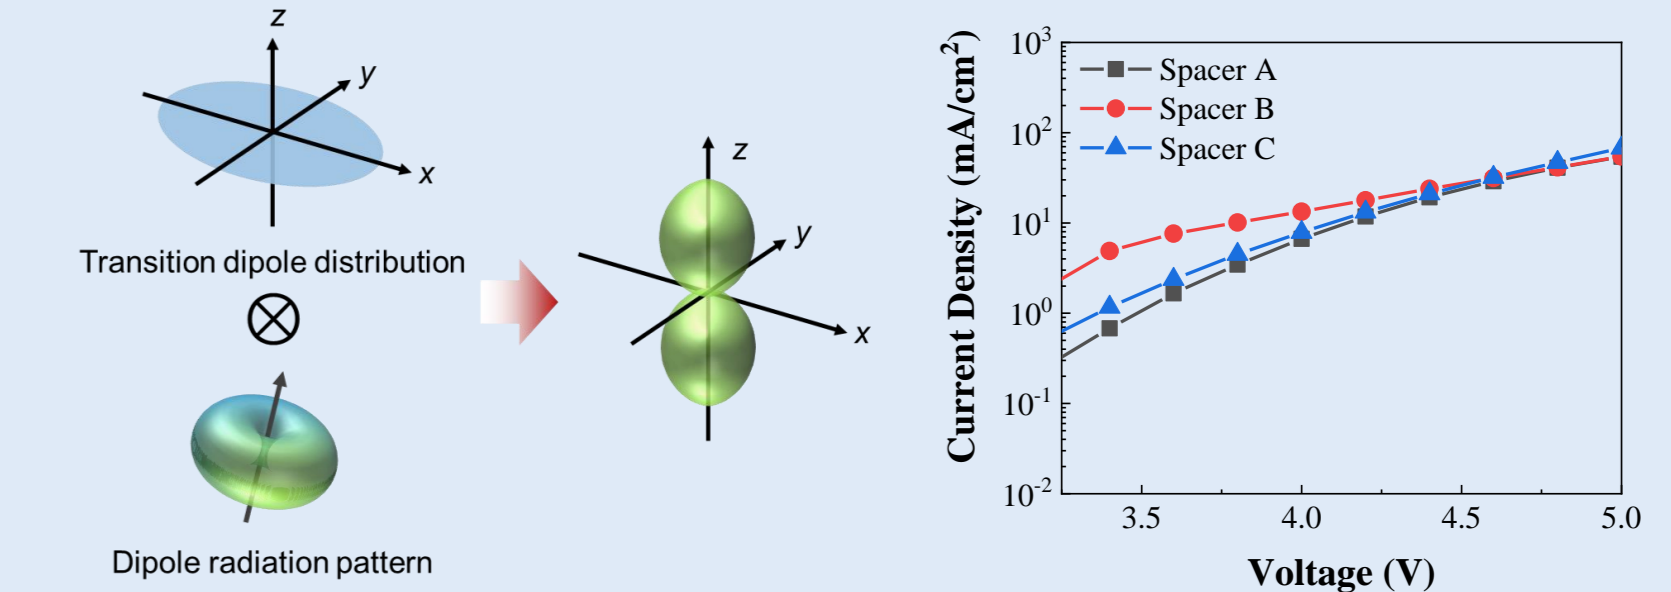 z
y
x
Transition dipole distribution
Dipole radiation pattern
z
y
x
Current Density (mA/cm²)
10³
10²
10¹
10⁰
10⁻¹
10⁻²
Spacer A
Spacer B
Spacer C
3.5 4.0 4.5 5.0
Voltage (V)